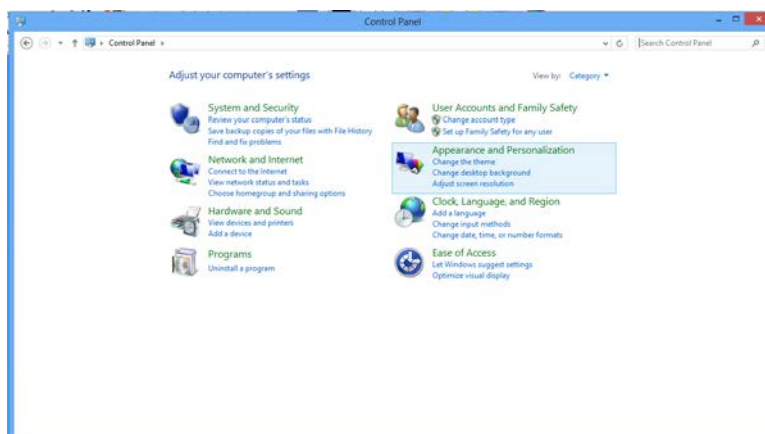 Control Panel
Control Panel
Search Control Panel
Adjust your computer's settings
View by: Category
System and Security
Review your computer's status
Save backup copies of your files with File History
Find and fix problems
Network and Internet
Connect to the Internet
View network status and tasks
Choose homegroup and sharing options
Hardware and Sound
View devices and printers
Add a device
Programs
Uninstall a program
User Accounts and Family Safety
Change account type
Set up Family Safety for any user
Appearance and Personalization
Change the theme
Change desktop background
Adjust screen resolution
Clock, Language, and Region
Add a language
Change input methods
Change date, time, or number formats
Ease of Access
Let Windows suggest settings
Optimize visual display